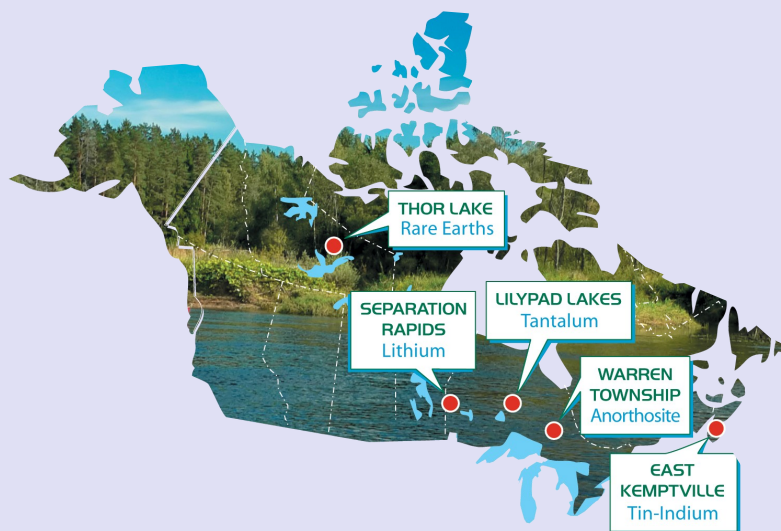 THOR LAKE
Rare Earths
SEPARATION
RAPIDS
Lithium
LILYPAD LAKES
Tantalum
WARREN
TOWNSHIP
Anorthosite
EAST
KEMPTVILLE
Tin-Indium